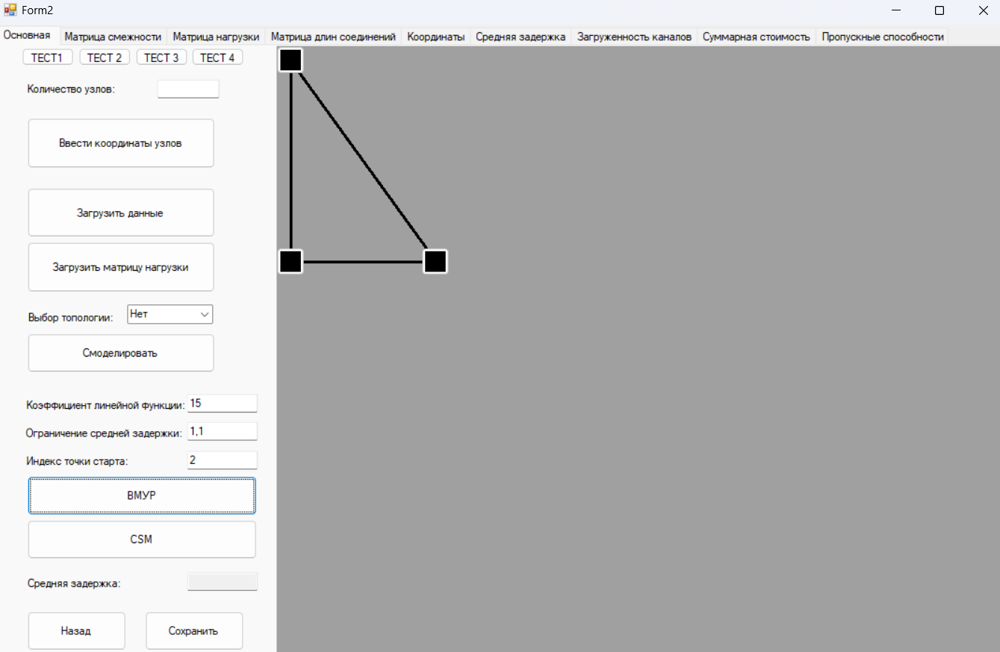 Form2
Основная Матрица смежности Матрица нагрузки Матрица длин соединений Координаты Средняя задержка Загруженность каналов Суммарная стоимость Пропускные способности
ТЕСТ1 ТЕСТ 2 ТЕСТ 3 ТЕСТ 4
Количество узлов:
Ввести координаты узлов
Загрузить данные
Загрузить матрицу нагрузки
Выбор топологии: Нет
Смоделировать
Коэффициент линейной функции: 15
Ограничение средней задержки: 1,1
Индекс точки старта: 2
ВМУР
CSM
Средняя задержка:
Назад Сохранить